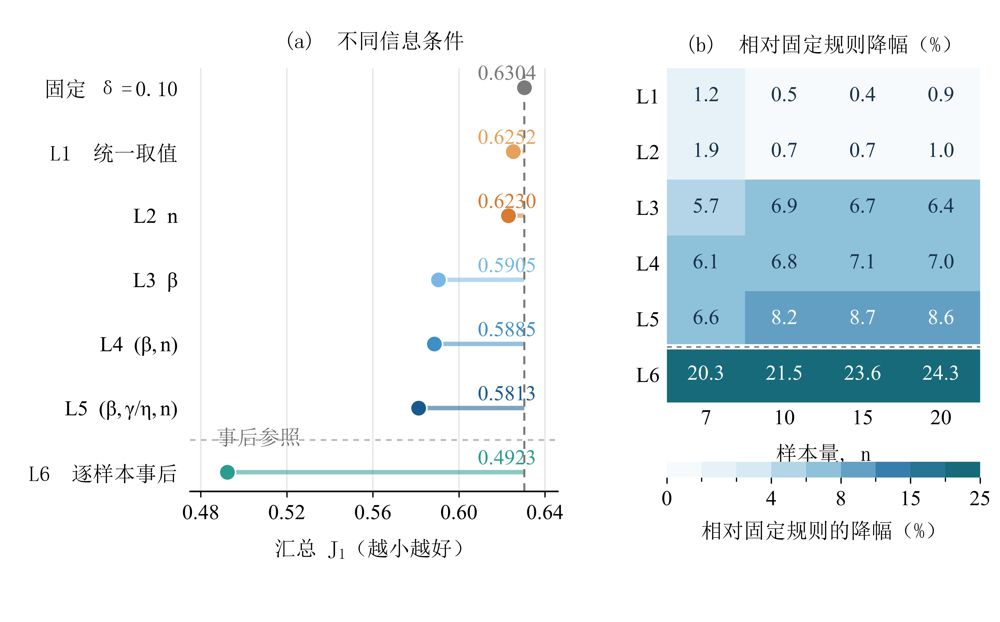 (a) 不同信息条件
0.6304
固定 δ =0. 10
0.6252
L1 统一取值
0.6230
L2 n
0.5905
L3 β
0.5885
L4 (β, n)
0.5813
L5 (β, γ/η, n)
事后参照
0.4923
L6 逐样本事后
0.48 0.52 0.56 0.60 0.64
汇总 J₁（越小越好）
(b) 相对固定规则降幅（%）
L1 1.2 0.5 0.4 0.9
L2 1.9 0.7 0.7 1.0
L3 5.7 6.9 6.7 6.4
L4 6.1 6.8 7.1 7.0
L5 6.6 8.2 8.7 8.6
L6 20.3 21.5 23.6 24.3
7 10 15 20
样本量, n
0 4 8 15 25
相对固定规则的降幅（%）